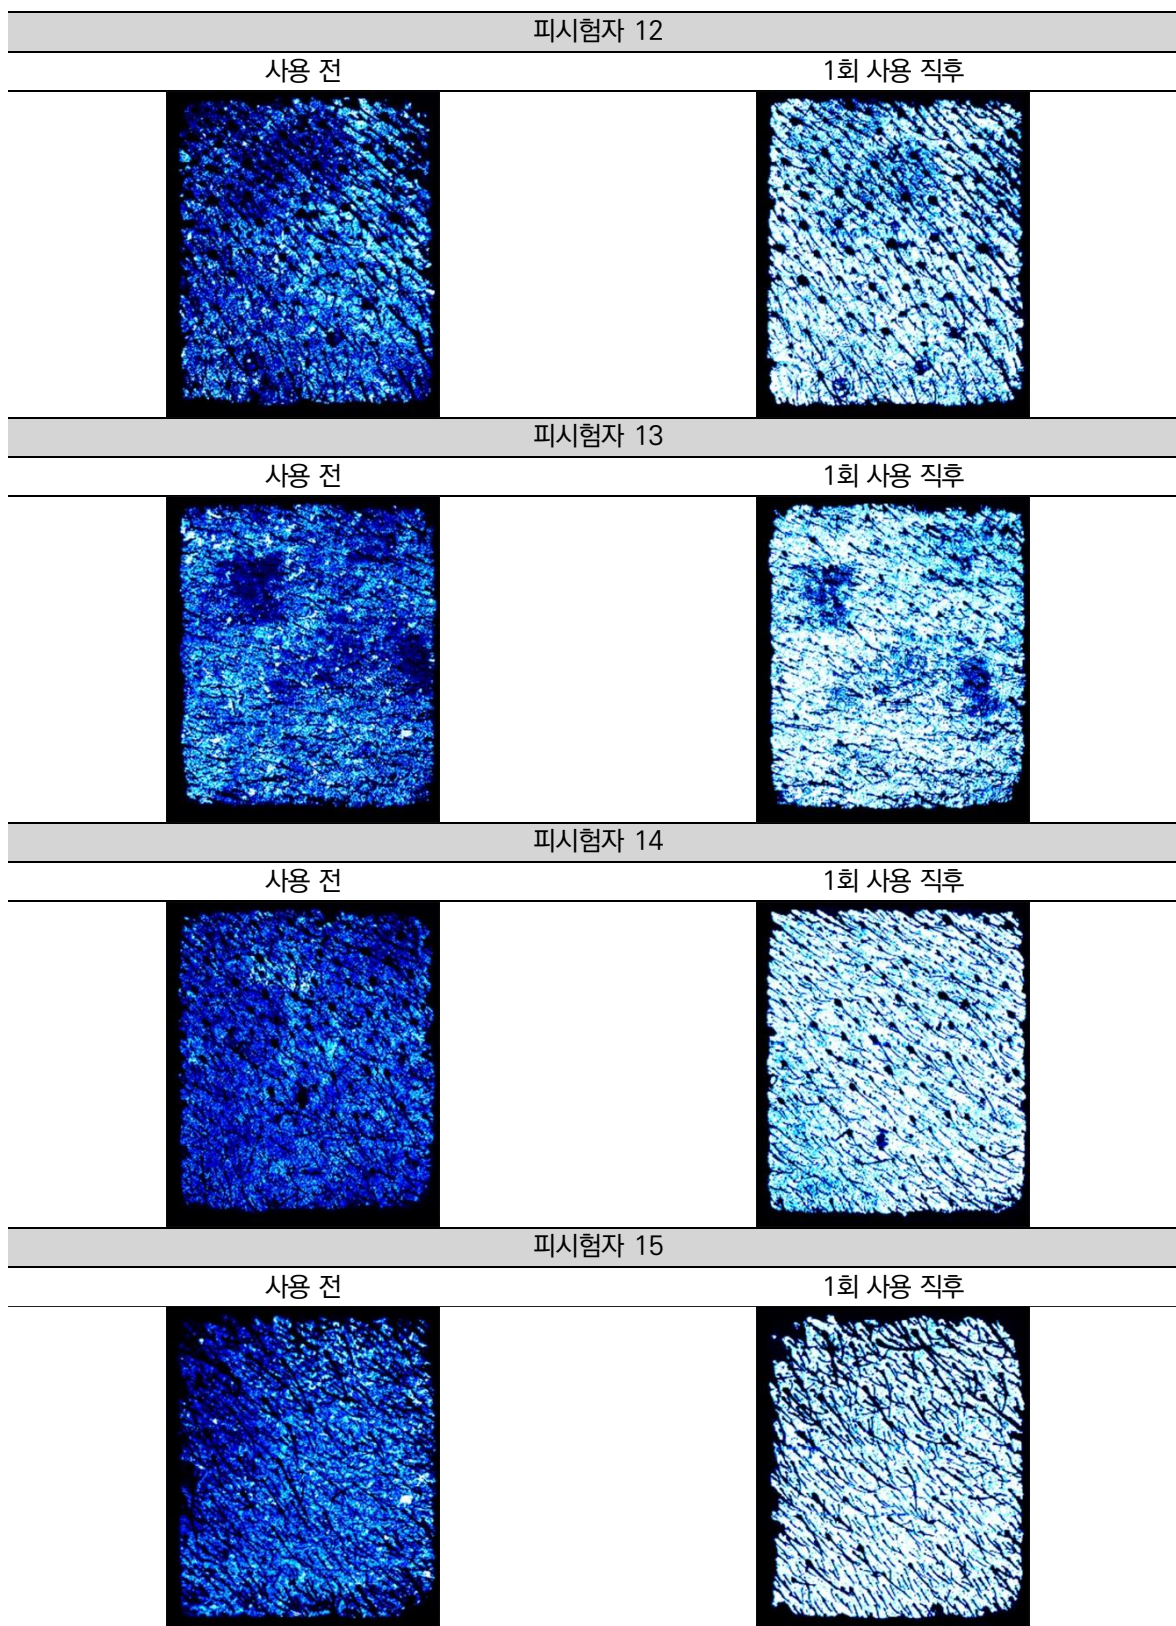 피시험자 12
사용 전 1회 사용 직후
피시험자 13
사용 전 1회 사용 직후
피시험자 14
사용 전 1회 사용 직후
피시험자 15
사용 전 1회 사용 직후